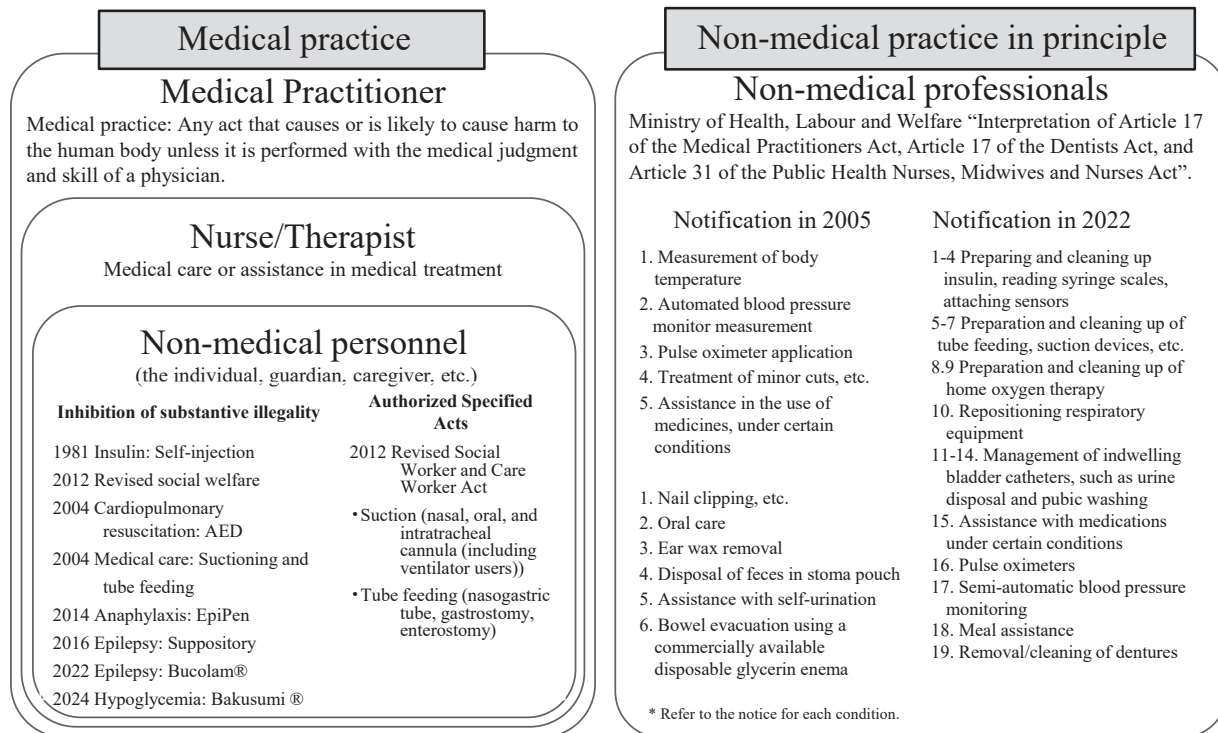 Medical practice
Medical Practitioner
Medical practice: Any act that causes or is likely to cause harm to
the human body unless it is performed with the medical judgment
and skill of a physician.
Nurse/Therapist
Medical care or assistance in medical treatment
Non-medical personnel
(the individual, guardian, caregiver, etc.)
Inhibition of substantive illegality
1981 Insulin: Self-injection
2012 Revised social welfare
2004 Cardiopulmonary
resuscitation: AED
2004 Medical care: Suctioning and
tube feeding
2014 Anaphylaxis: EpiPen
2016 Epilepsy: Suppository
2022 Epilepsy: Bucolam®
2024 Hypoglycemia: Bakusumi ®
Authorized Specified
Acts
2012 Revised Social
Worker and Care
Worker Act
・Suction (nasal, oral, and
intratracheal
cannula (including
ventilator users))
・Tube feeding (nasogastric
tube, gastrostomy,
enterostomy)
Non-medical practice in principle
Non-medical professionals
Ministry of Health, Labour and Welfare “Interpretation of Article 17
of the Medical Practitioners Act, Article 17 of the Dentists Act, and
Article 31 of the Public Health Nurses, Midwives and Nurses Act”.
Notification in 2005
1. Measurement of body
temperature
2. Automated blood pressure
monitor measurement
3. Pulse oximeter application
4. Treatment of minor cuts, etc.
5. Assistance in the use of
medicines, under certain
conditions
1. Nail clipping, etc.
2. Oral care
3. Ear wax removal
4. Disposal of feces in stoma pouch
5. Assistance with self-urination
6. Bowel evacuation using a
commercially available
disposable glycerin enema
Notification in 2022
1-4 Preparing and cleaning up
insulin, reading syringe scales,
attaching sensors
5-7 Preparation and cleaning up of
tube feeding, suction devices, etc.
8.9 Preparation and cleaning up of
home oxygen therapy
10. Repositioning respiratory
equipment
11-14. Management of indwelling
bladder catheters, such as urine
disposal and pubic washing
15. Assistance with medications
under certain conditions
16. Pulse oximeters
17. Semi-automatic blood pressure
monitoring
18. Meal assistance
19. Removal/cleaning of dentures
* Refer to the notice for each condition.